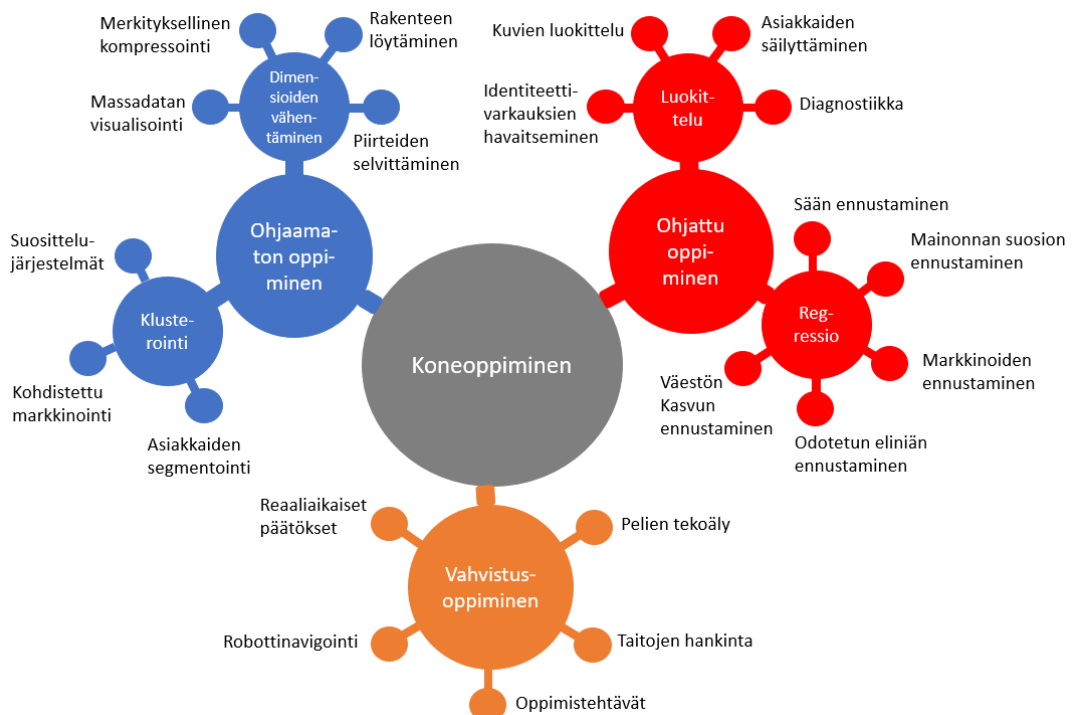 Merkityksellinen
kompressointi
Rakenteen
löytäminen
Dimen-
sioiden
vähen-
täminen
Massadatan
visualisointi
Piirteiden
selvittäminen
Ohjaama-
ton oppi-
minen
Suosittelu-
järjestelmät
Kluste-
rointi
Kohdistettu
markkinointi
Asiakkaiden
segmentointi
Kuvien luokittelu
Asiakkaiden
säilyttäminen
Identiteetti-
varkauksien
havaitseminen
Luokit-
telu
Diagnostiikka
Ohjattu
oppi-
minen
Sään ennustaminen
Mainonnan suosion
ennustaminen
Reg-
ressio
Markkinoiden
ennustaminen
Väestön
Kasvun
ennustaminen
Odotetun eliniän
ennustaminen
Koneoppiminen
Reaaliaikaiset
päätökset
Pelien tekoäly
Vahvistus-
oppiminen
Robottinavigointi
Taitojen hankinta
Oppimistehtävät